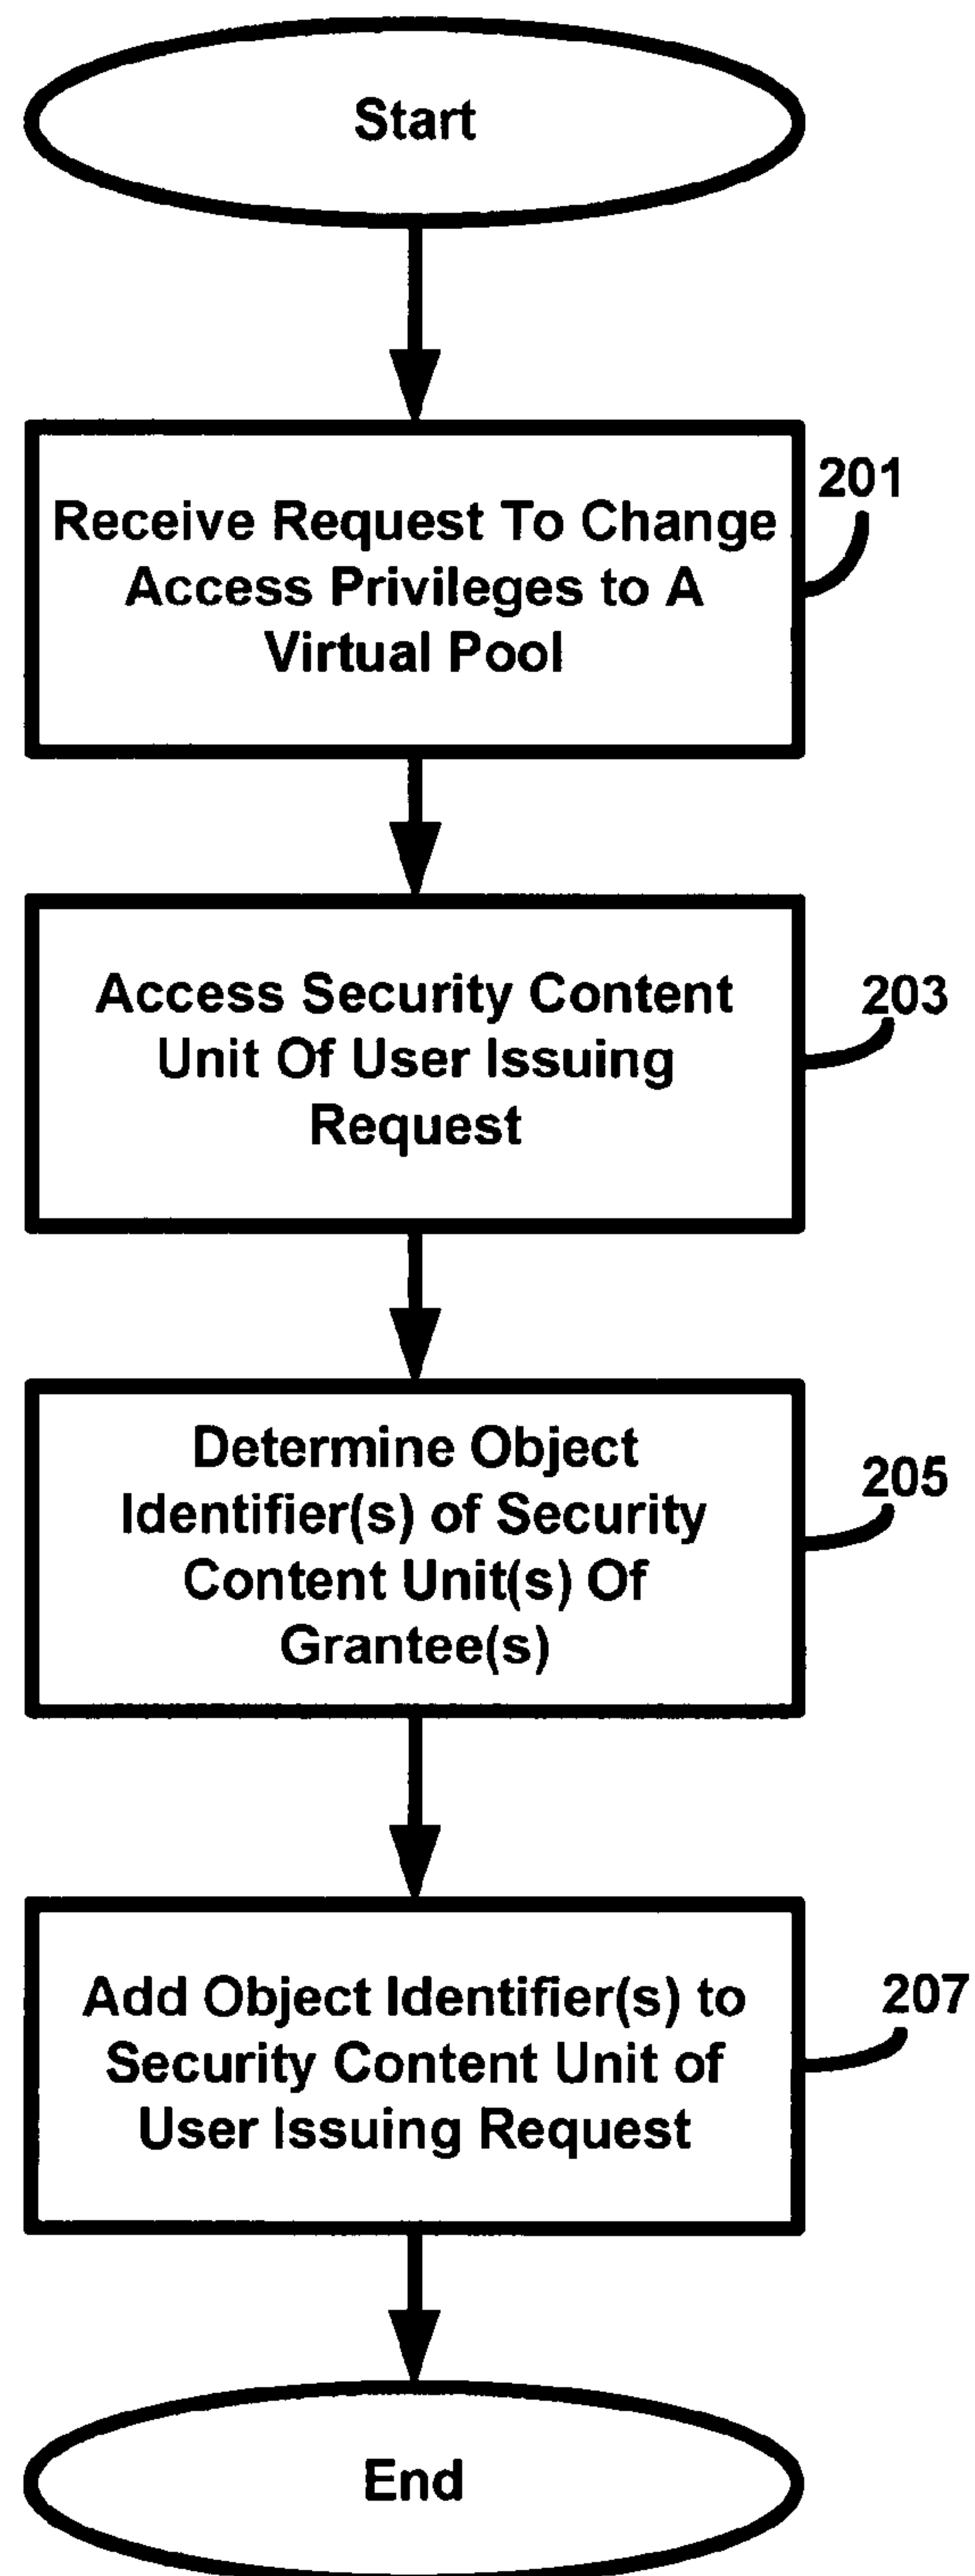 Start
Receive Request To Change
Access Privileges to A
Virtual Pool
201
Access Security Content
Unit Of User Issuing
Request
203
Determine Object
Identifier(s) of Security
Content Unit(s) Of
Grantee(s)
205
Add Object Identifier(s) to
Security Content Unit of
User Issuing Request
207
End